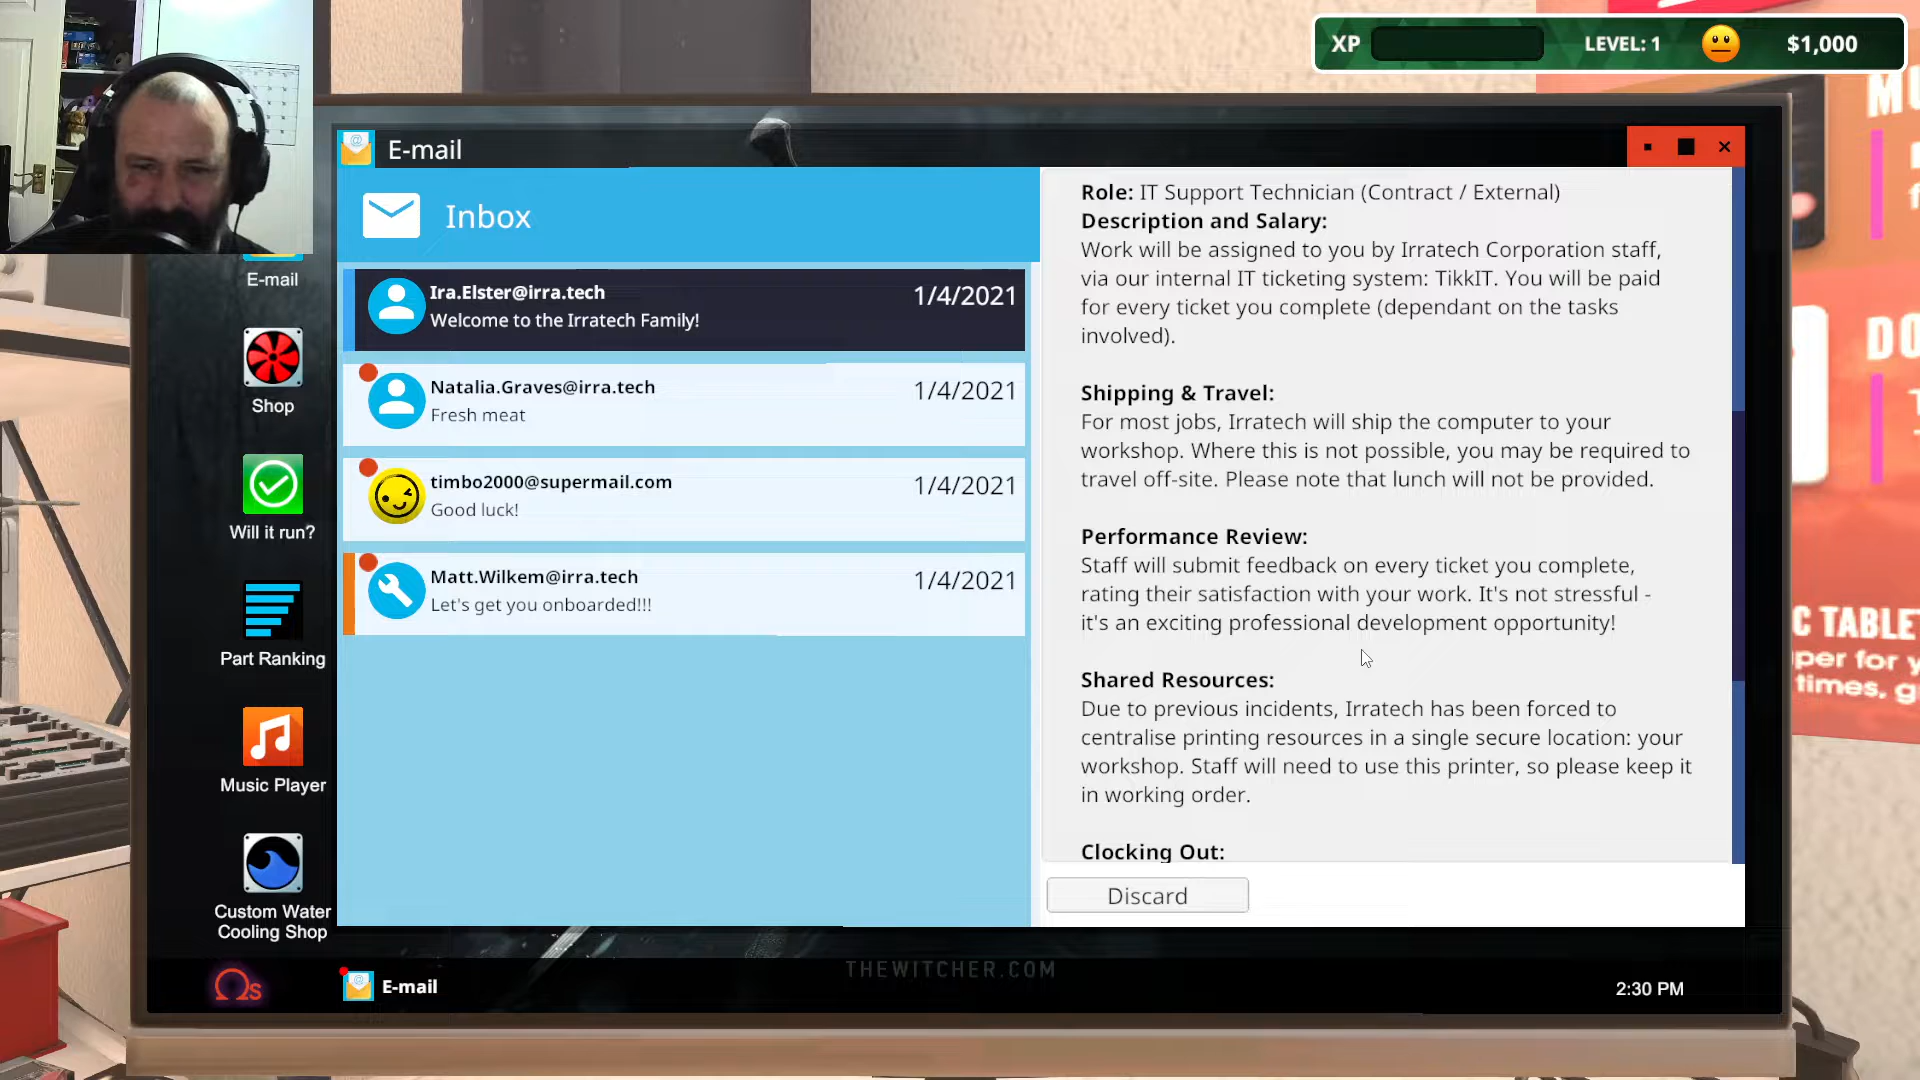 XP
LEVEL: 1
$1,000
E-mail
Inbox
Ira.Elster@irra.tech
1/4/2021
Welcome to the Irratech Family!
Natalia.Graves@irra.tech
1/4/2021
Fresh meat
timbo2000@supermail.com
1/4/2021
Good luck!
Matt.Wilkem@irra.tech
1/4/2021
Let's get you onboarded!!!
E-mail
Shop
Will it run?
Part Ranking
Music Player
Custom Water
Cooling Shop
Role: IT Support Technician (Contract / External)
Description and Salary:
Work will be assigned to you by Irratech Corporation staff,
via our internal IT ticketing system: TikkIT. You will be paid
for every ticket you complete (dependant on the tasks
involved).
Shipping & Travel:
For most jobs, Irratech will ship the computer to your
workshop. Where this is not possible, you may be required to
travel off-site. Please note that lunch will not be provided.
Performance Review:
Staff will submit feedback on every ticket you complete,
rating their satisfaction with your work. It's not stressful -
it's an exciting professional development opportunity!
Shared Resources:
Due to previous incidents, Irratech has been forced to
centralise printing resources in a single secure location: your
workshop. Staff will need to use this printer, so please keep it
in working order.
Clocking Out:
Discard
THEWITCHER.COM
Ωs
E-mail
2:30 PM
C TABLE
per for y
times, g